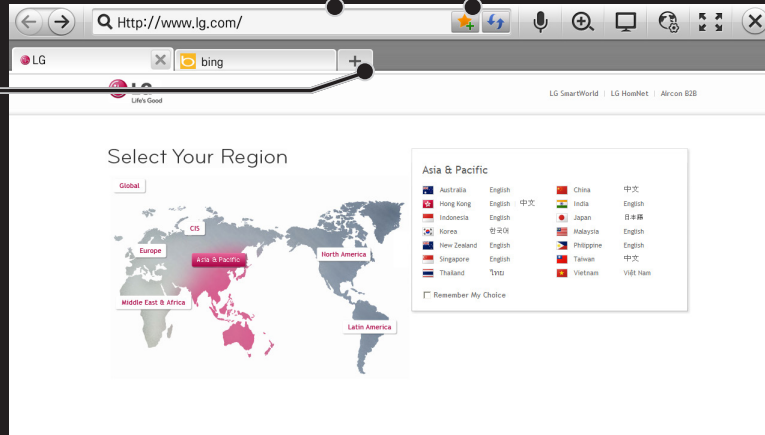 Http://www.lg.com/
LG
bing
LG
Life's Good
LG SmartWorld | LG HomNet | Aircon B2B
Select Your Region
Global
CIS
Europe
Asia & Pacific
North America
Middle East & Africa
Latin America
Asia & Pacific
Australia English China 中文
Hong Kong English 中文 India English
Indonesia English Japan 日本語
Korea 한국어 Malaysia English
New Zealand English Philippine English
Singapore English Taiwan 中文
Thailand ไทย Vietnam Việt Nam
Remember My Choice